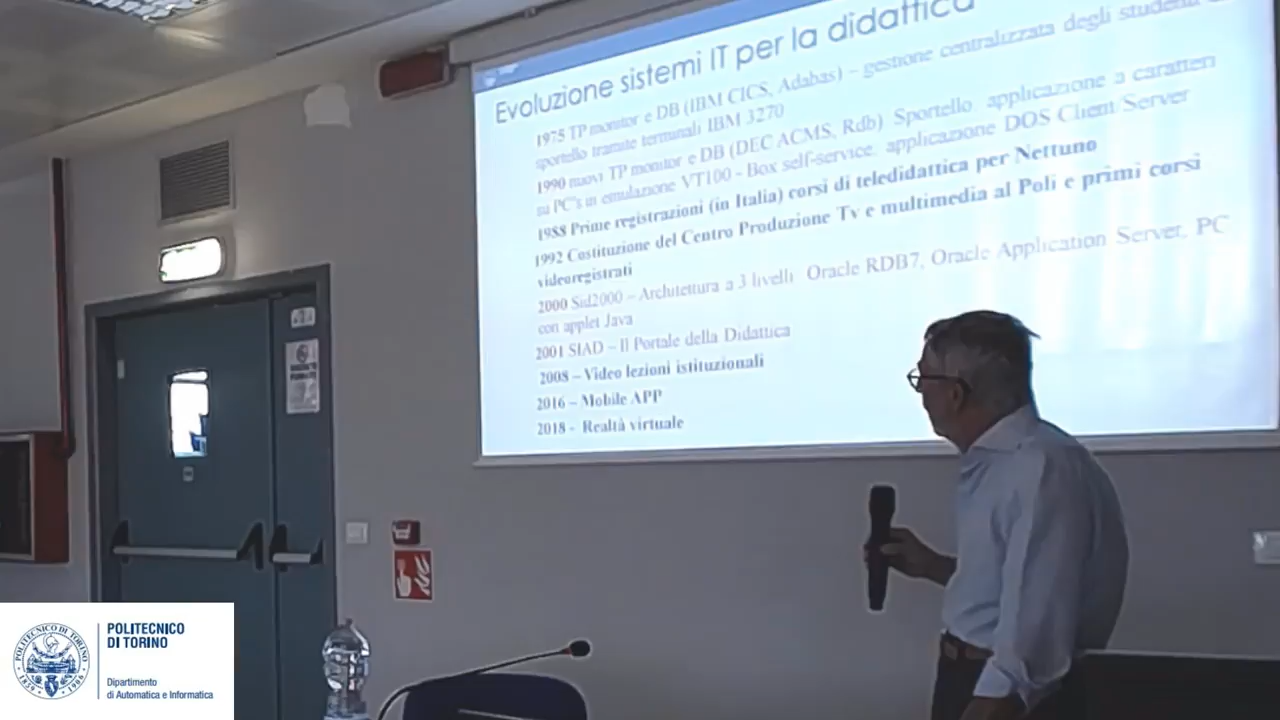 Evoluzione sistemi IT per la didattica
1975 TP monitor e DB (IBM CICS, Adabas) – gestione centralizzata degli studenti
sportello tramite terminali IBM 3270
1990 nuovi TP monitor e DB (DEC ACMS, Rdb) Sportello applicazione a caratteri
su PC's in emulazione VT100 - Box self-service: applicazione DOS Client/Server
1988 Prime registrazioni (in Italia) corsi di teledidattica per Nettuno
1992 Costituzione del Centro Produzione Tv e multimedia al Poli e primi corsi
videoregistrati
2000 Sid2000 – Architettura a 3 livelli Oracle RDB7, Oracle Application Server, PC
con applet Java
2001 SIAD – Il Portale della Didattica
2008 – Video lezioni istituzionali
2016 – Mobile APP
2018 - Realtà virtuale
POLITECNICO DI TORINO
1859
POLITECNICO
DI TORINO
Dipartimento
di Automatica e Informatica